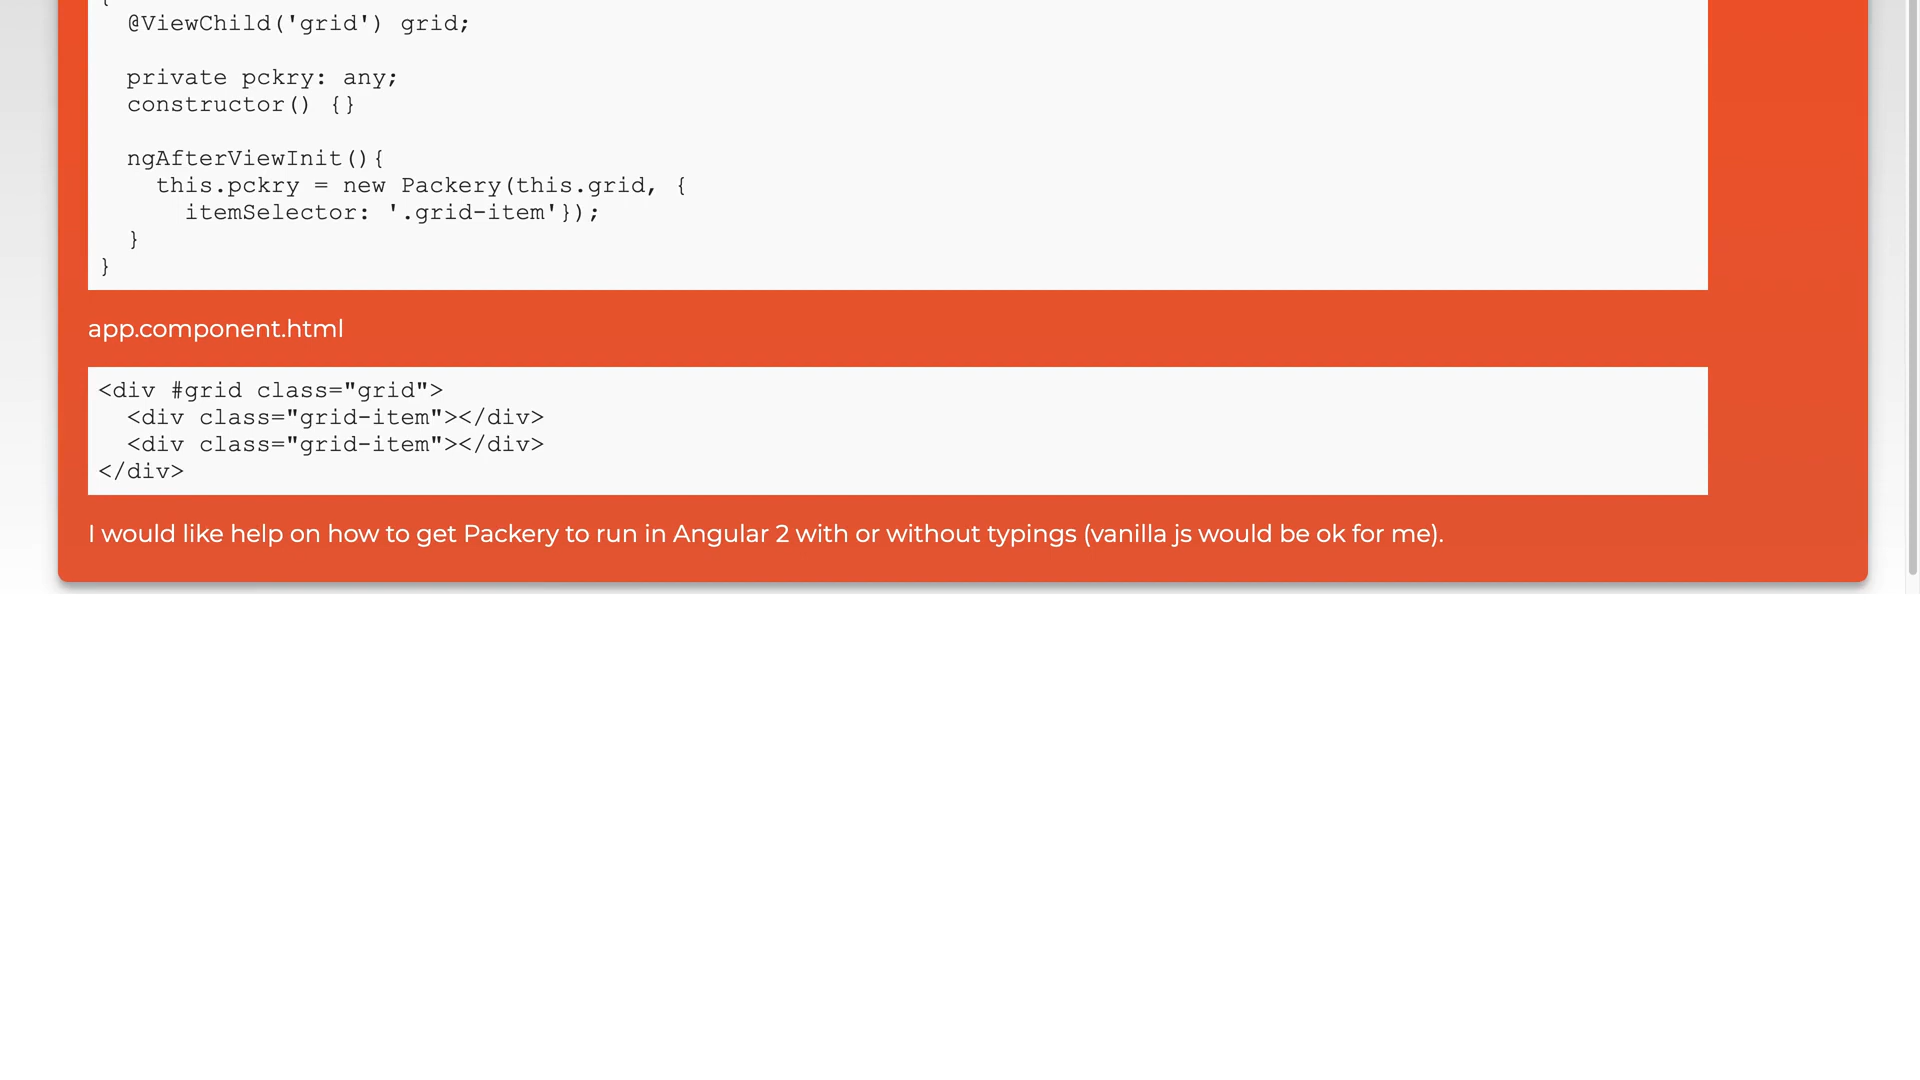 {
  @ViewChild('grid') grid;
  private pckry: any;
  constructor() {}
  ngAfterViewInit(){
    this.pckry = new Packery(this.grid, {
      itemSelector: '.grid-item'});
  }
}
app.component.html
<div #grid class="grid">
  <div class="grid-item"></div>
  <div class="grid-item"></div>
</div>
I would like help on how to get Packery to run in Angular 2 with or without typings (vanilla js would be ok for me).